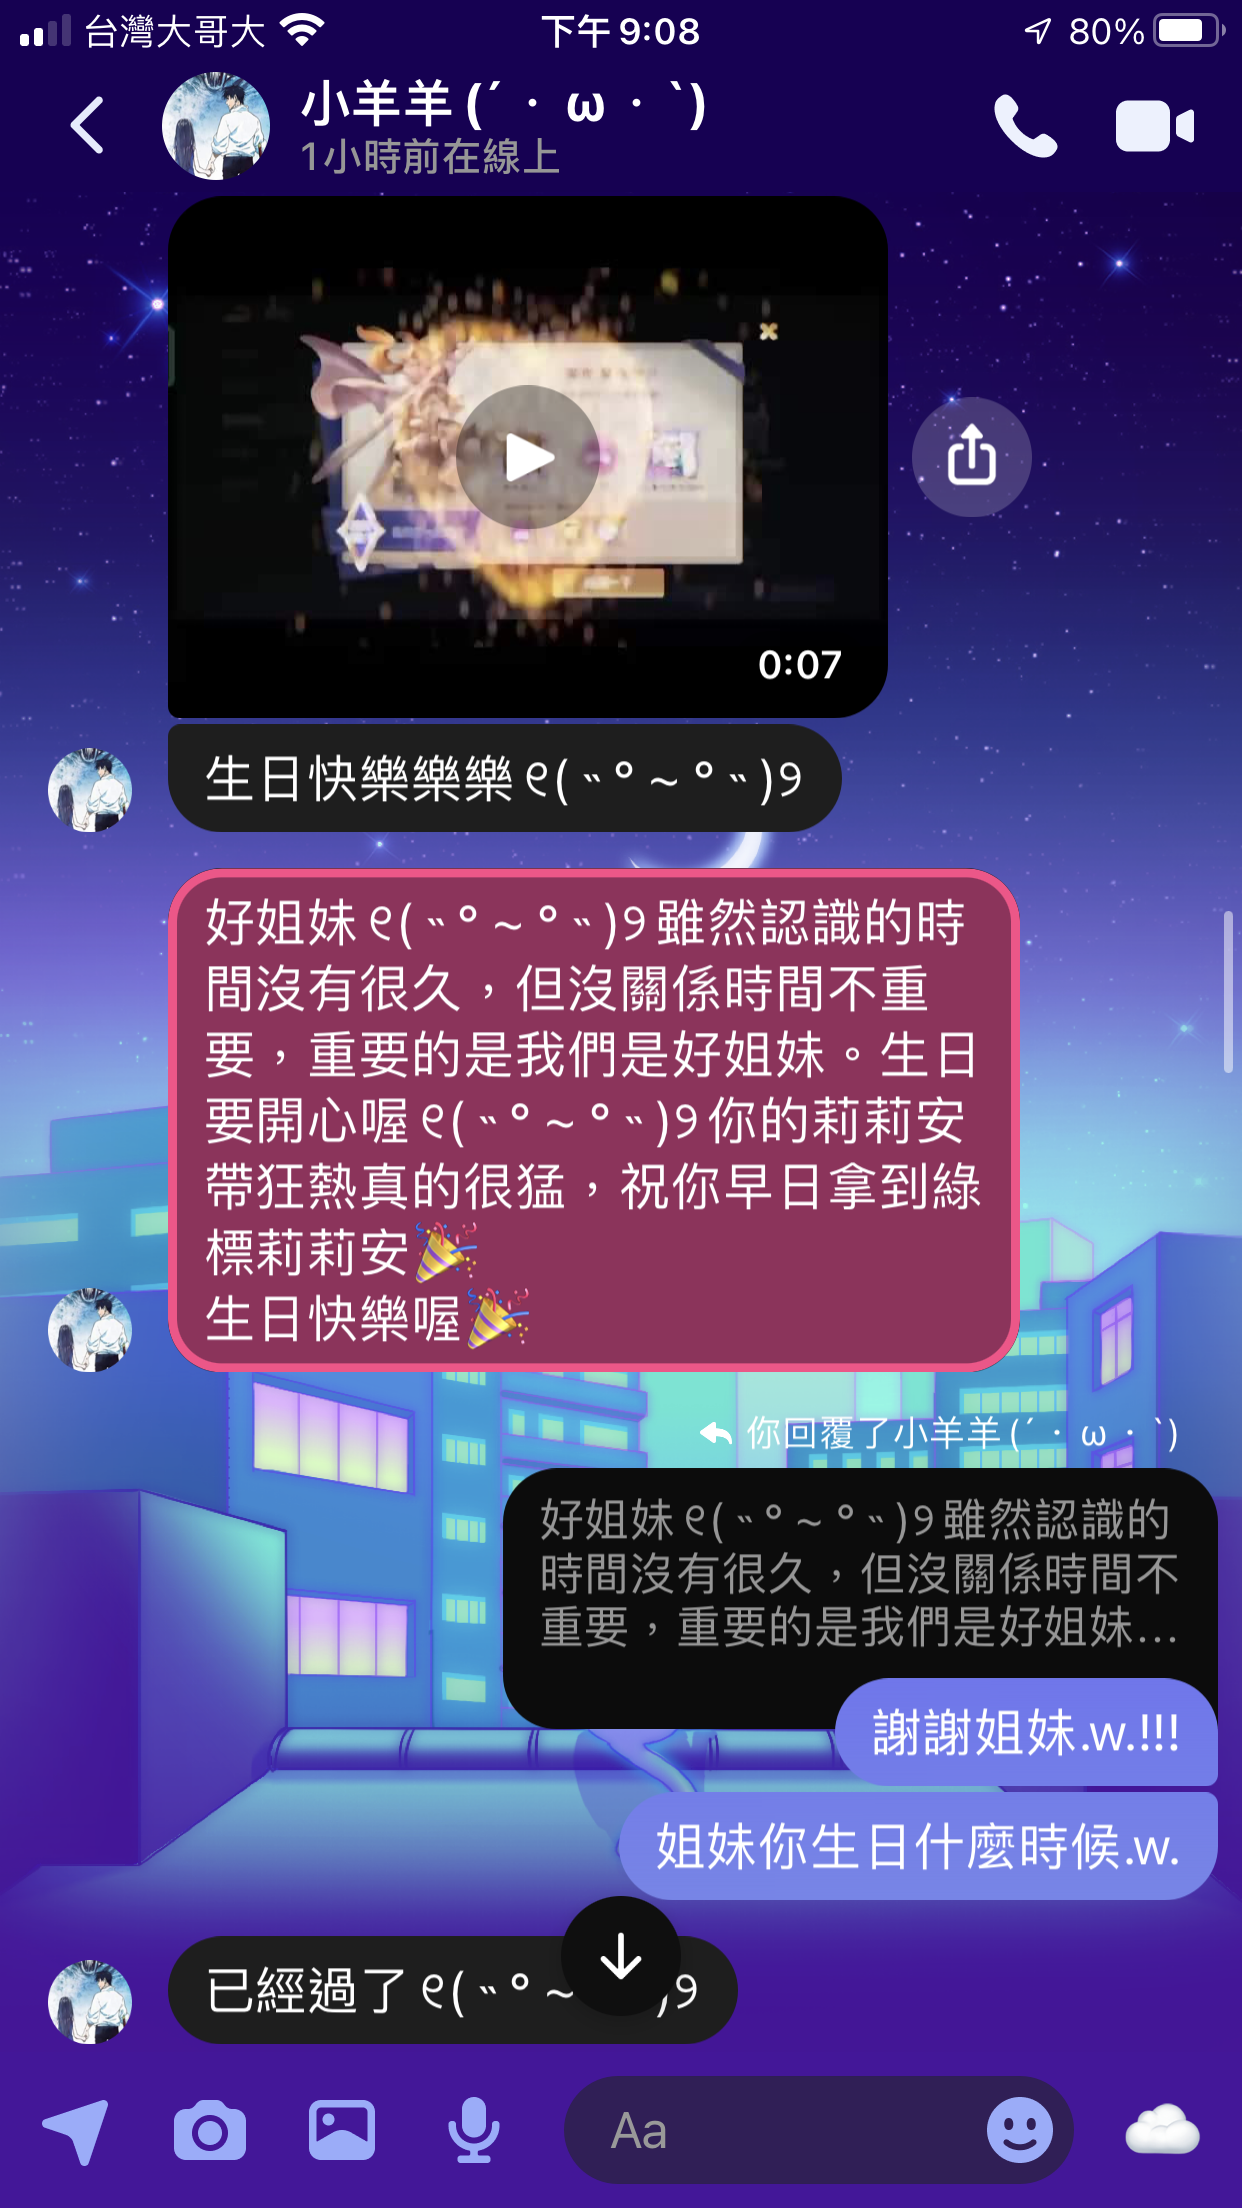 台灣大哥大 下午9:08 80%
小羊羊(´・ω・`)
1小時前在線上
0:07
生日快樂樂樂୧(˶°~°˶)୨
好姐妹୧(˶°~°˶)୨雖然認識的時
間沒有很久，但沒關係時間不重
要，重要的是我們是好姐妹。生日
要開心喔୧(˶°~°˶)୨你的莉莉安
帶狂熱真的很猛，祝你早日拿到綠
標莉莉安🎉
生日快樂喔🎉
你回覆了小羊羊(´・ω・`)
好姐妹୧(˶°~°˶)୨雖然認識的
時間沒有很久，但沒關係時間不
重要，重要的是我們是好姐妹...
謝謝姐妹.w.!!!
姐妹你生日什麼時候.w.
已經過了୧(˶°~ )୨
Aa